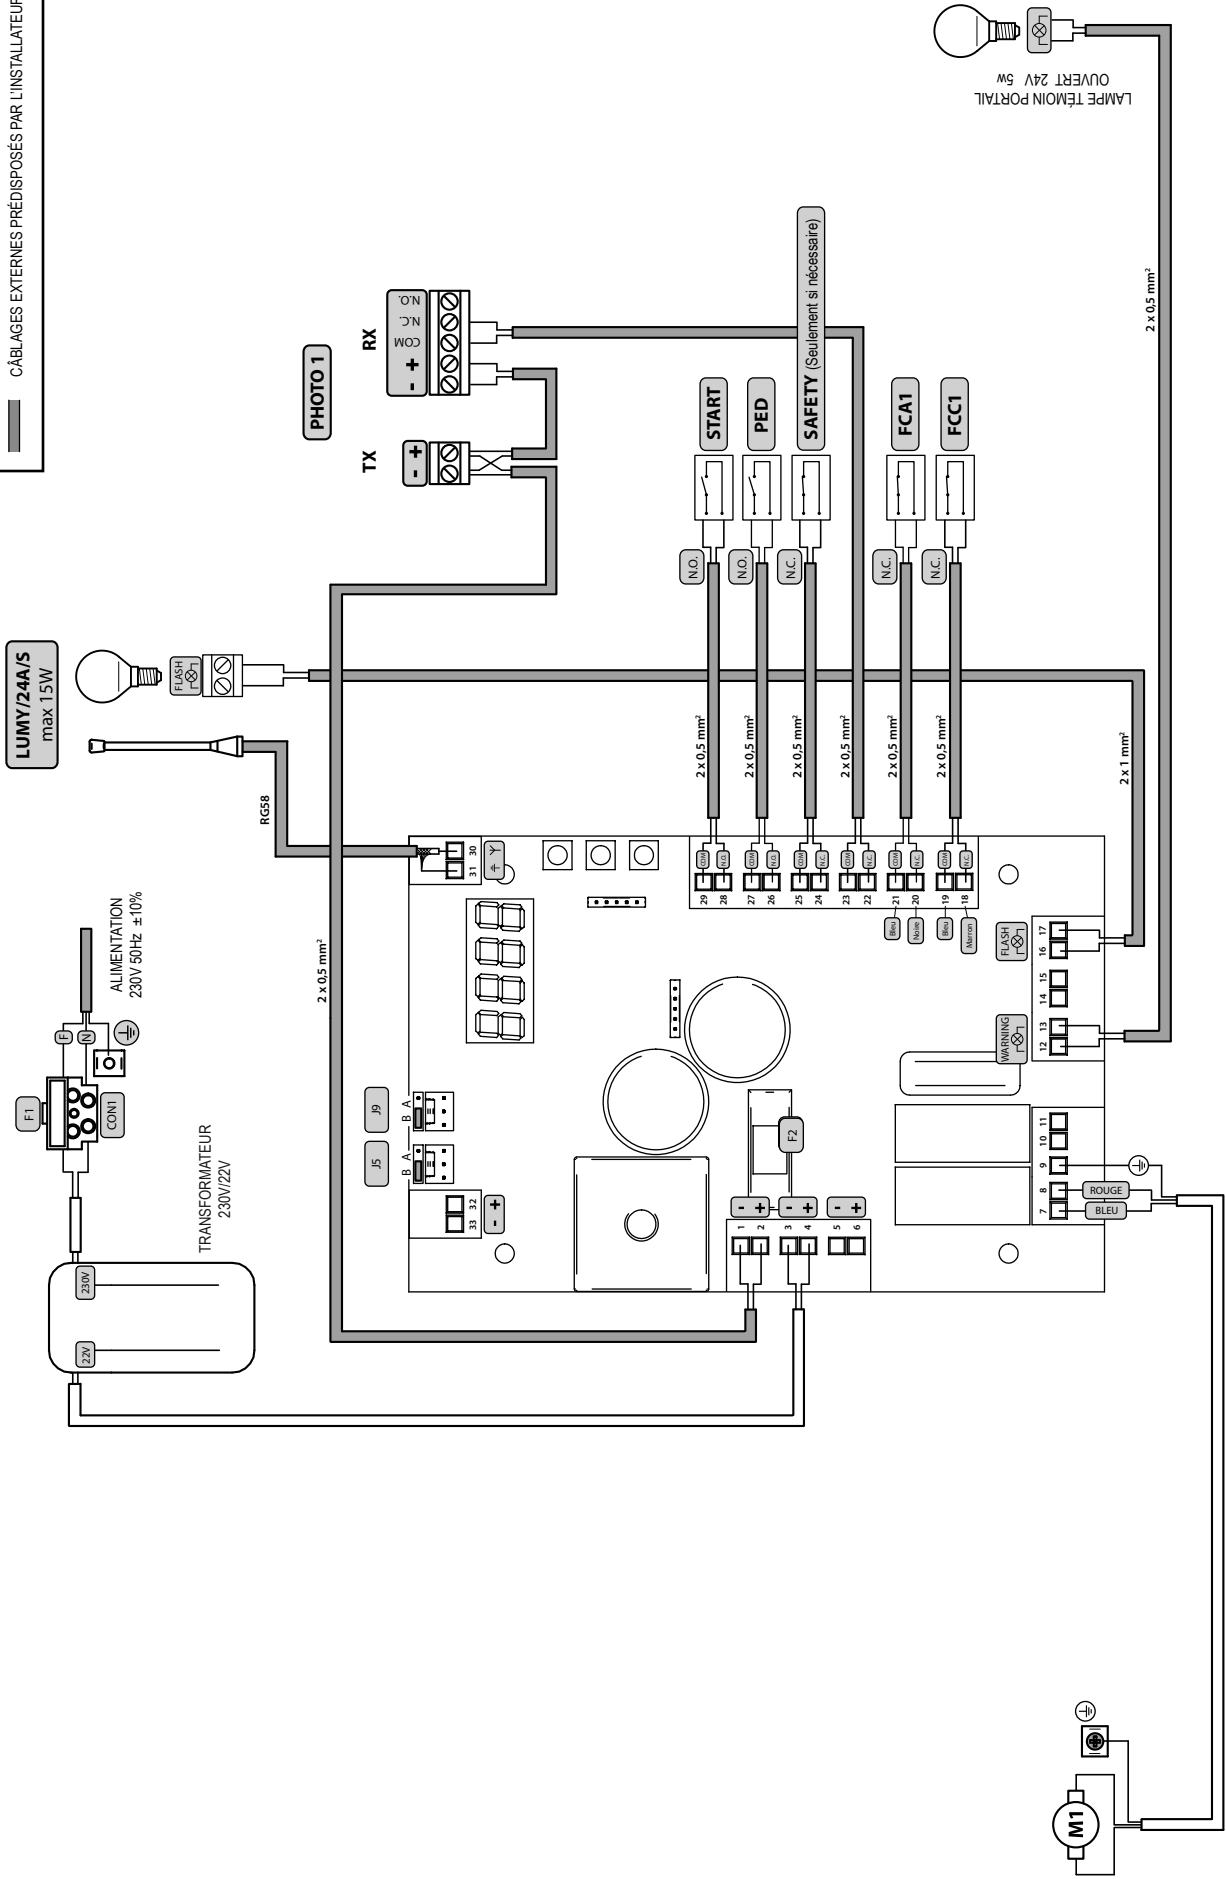 CÂBLAGES EXTERNES PRÉDISPOSÉS PAR L'INSTALLATEUR
LAMPE TÉMOIN PORTAIL
OUVERT 24V 5w
LUMY/24A/S
max 15W
FLASH
RG58
ALIMENTATION
230V 50Hz ±10%
F
N
F1
CON1
TRANSFORMATEUR
230V/22V
230V
22V
PHOTO 1
TX
- +
RX
- + COM N.C. N.O.
2 x 0,5 mm²
START
PED
SAFETY (Seulement si nécessaire)
FCA1
FCC1
N.O.
N.O.
N.C.
N.C.
N.C.
2 x 0,5 mm²
2 x 0,5 mm²
2 x 0,5 mm²
2 x 0,5 mm²
2 x 0,5 mm²
2 x 0,5 mm²
2 x 1 mm²
2 x 0,5 mm²
31 30
J9
B A
J5
B A
33 32
- +
29 COM
28 N.O.
27 COM
26 N.O.
25 COM
24 N.C.
23 COM
22 N.C.
21 COM
20 N.C.
19 COM
18 N.C.
Bleu
Noire
Bleu
Marron
FLASH
16 17
14 15
WARNING
12 13
F2
- +
- +
- +
1 2
3 4
5 6
7 8 9 10 11
ROUGE
BLEU
M1